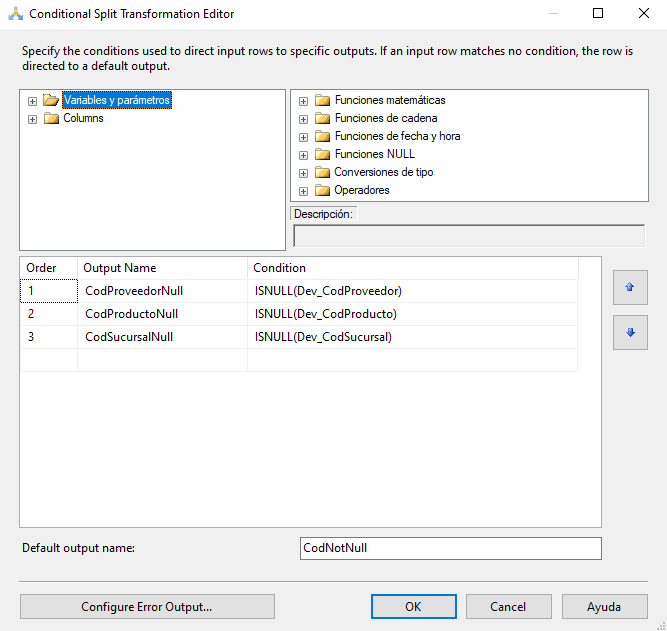 Conditional Split Transformation Editor
Specify the conditions used to direct input rows to specific outputs. If an input row matches no condition, the row is
directed to a default output.
Variables y parámetros
Columns
Funciones matemáticas
Funciones de cadena
Funciones de fecha y hora
Funciones NULL
Conversiones de tipo
Operadores
Descripción:
Order Output Name Condition
1 CodProveedorNull ISNULL(Dev_CodProveedor)
2 CodProductoNull ISNULL(Dev_CodProducto)
3 CodSucursalNull ISNULL(Dev_CodSucursal)
Default output name: CodNotNull
Configure Error Output... OK Cancel Ayuda